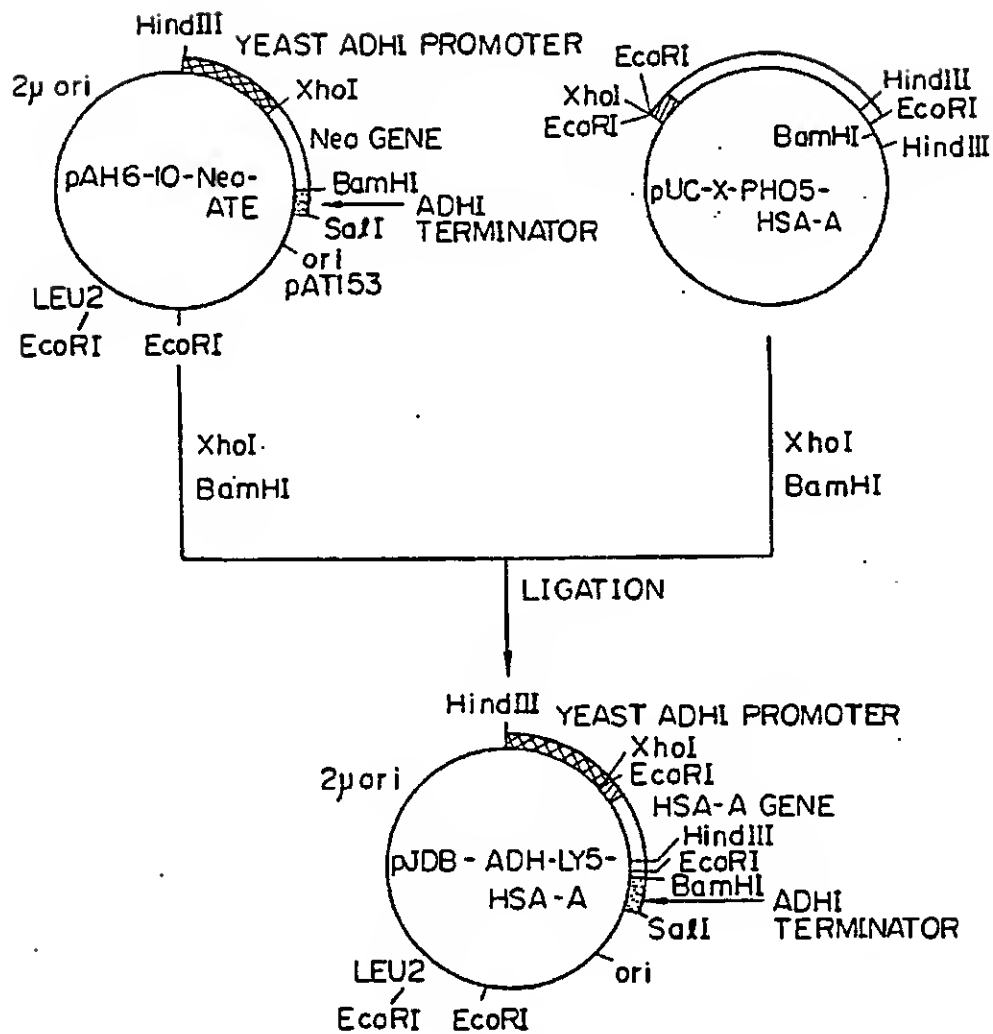 HindIII
YEAST ADHI PROMOTER
2µ ori
XhoI
Neo GENE
pAH6-10-Neo-
ATE
BamHI
ADHI
TERMINATOR
SalI
ori
pAT153
LEU2
EcoRI
EcoRI
EcoRI
XhoI
EcoRI
HindIII
EcoRI
BamHI
HindIII
pUC-X-PHO5-
HSA-A
XhoI
BamHI
XhoI
BamHI
LIGATION
HindIII
YEAST ADHI PROMOTER
2µ ori
XhoI
EcoRI
HSA-A GENE
HindIII
EcoRI
BamHI
pJDB-ADH-LY5-
HSA-A
ADHI
TERMINATOR
SalI
ori
LEU2
EcoRI
EcoRI